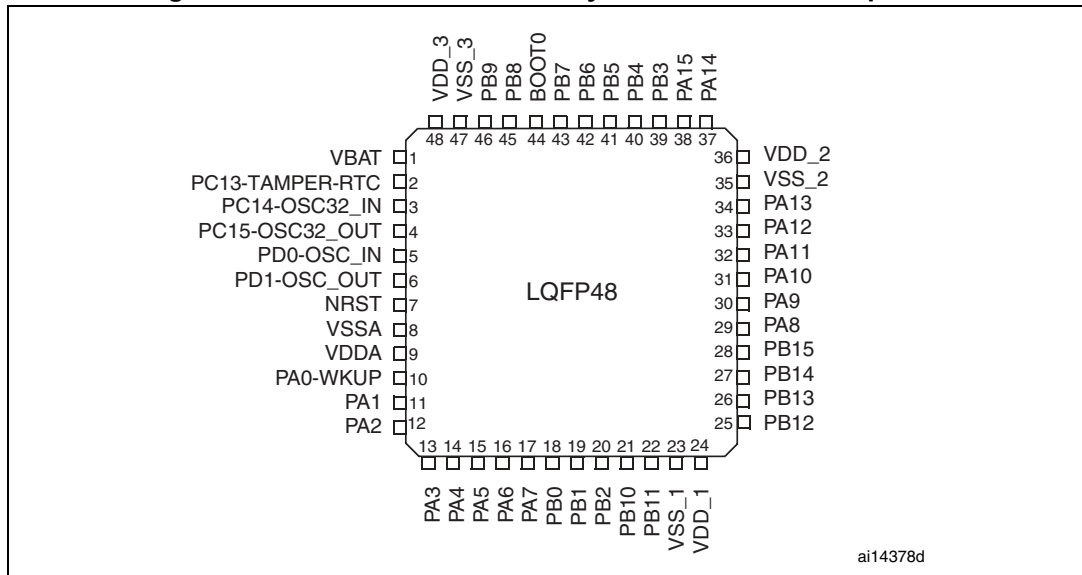 VDD_3
VSS_3
PB9
PB8
BOOT0
PB7
PB6
PB5
PB4
PB3
PA15
PA14
48 47 46 45 44 43 42 41 40 39 38 37
VBAT 1
PC13-TAMPER-RTC 2
PC14-OSC32_IN 3
PC15-OSC32_OUT 4
PD0-OSC_IN 5
PD1-OSC_OUT 6
NRST 7
VSSA 8
VDDA 9
PA0-WKUP 10
PA1 11
PA2 12
LQFP48
36 VDD_2
35 VSS_2
34 PA13
33 PA12
32 PA11
31 PA10
30 PA9
29 PA8
28 PB15
27 PB14
26 PB13
25 PB12
13 14 15 16 17 18 19 20 21 22 23 24
PA3
PA4
PA5
PA6
PA7
PB0
PB1
PB2
PB10
PB11
VSS_1
VDD_1
ai14378d